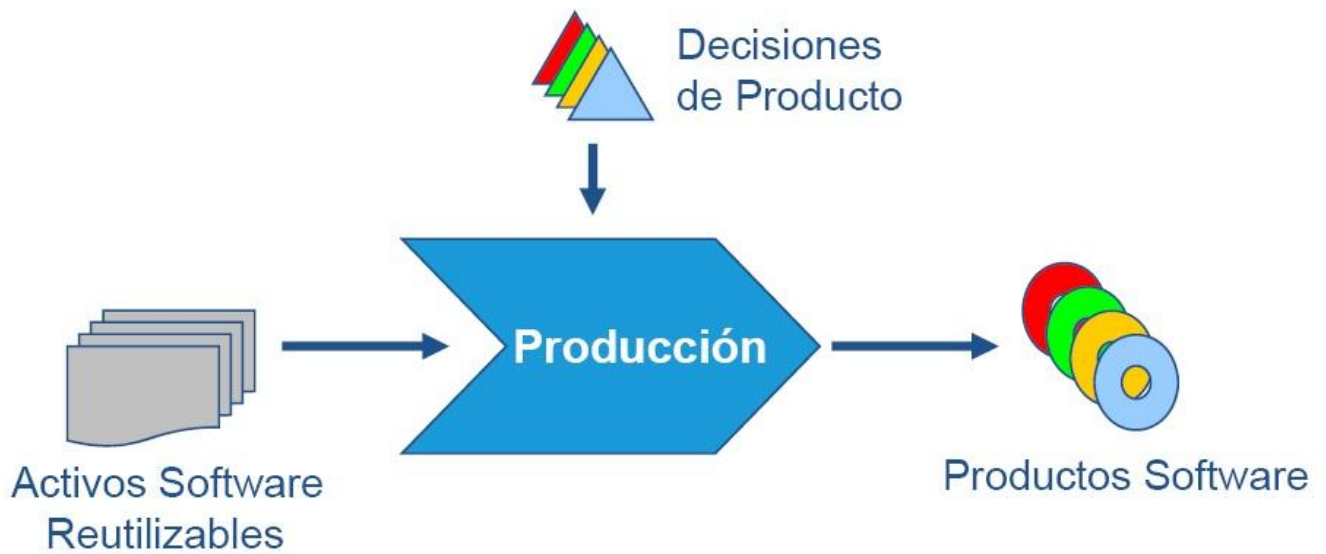 Decisiones
de Producto
Producción
Activos Software
Reutilizables
Productos Software